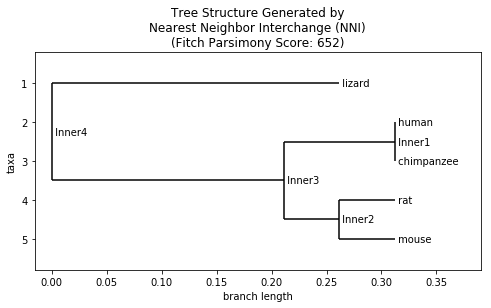 Tree Structure Generated by
Nearest Neighbor Interchange (NNI)
(Fitch Parsimony Score: 652)
taxa
1
2
3
4
5
lizard
human
Inner4
Inner1
chimpanzee
Inner3
rat
Inner2
mouse
0.00 0.05 0.10 0.15 0.20 0.25 0.30 0.35
branch length